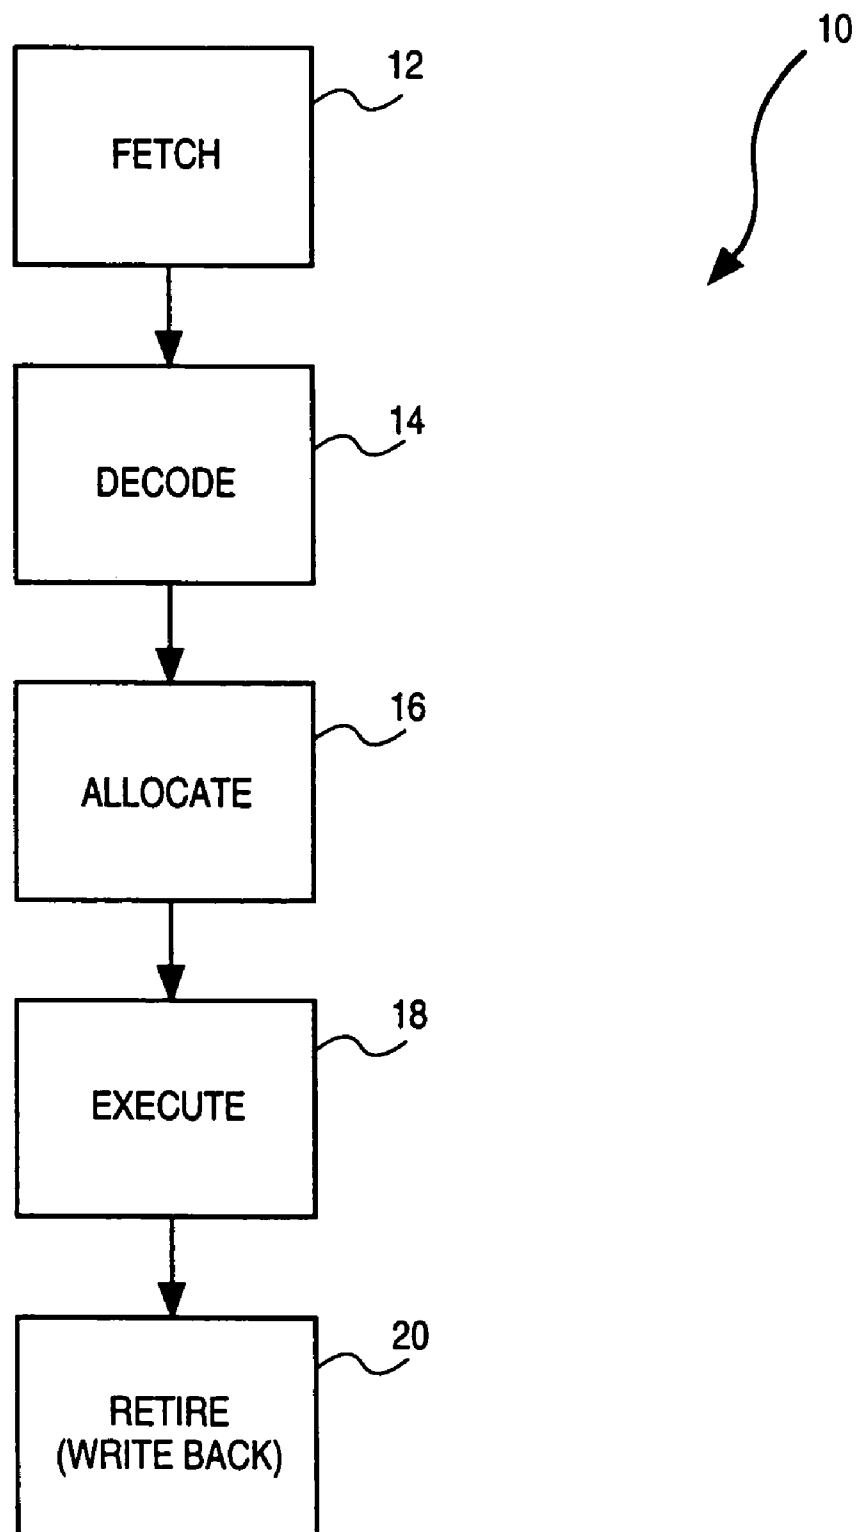 10
12
FETCH
14
DECODE
16
ALLOCATE
18
EXECUTE
20
RETIRE
(WRITE BACK)